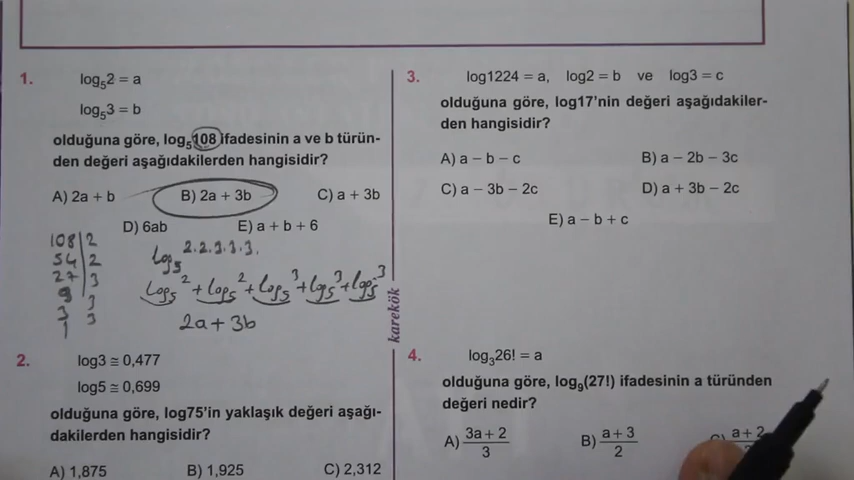 1. log₅2 = a
log₅3 = b
olduğuna göre, log₅108 ifadesinin a ve b türün-
den değeri aşağıdakilerden hangisidir?
A) 2a + b B) 2a + 3b C) a + 3b
D) 6ab E) a + b + 6
108 2
54 2
27 3
9 3
3 3
1
log₅ 2.2.3.3.3.
log₅2 + log₅2 + log₅3 + log₅3 + log₅3
2a + 3b
2. log3 ≅ 0,477
log5 ≅ 0,699
olduğuna göre, log75'in yaklaşık değeri aşağı-
dakilerden hangisidir?
A) 1,875 B) 1,925 C) 2,312
karekök
3. log1224 = a, log2 = b ve log3 = c
olduğuna göre, log17'nin değeri aşağıdakiler-
den hangisidir?
A) a − b − c B) a − 2b − 3c
C) a − 3b − 2c D) a + 3b − 2c
E) a − b + c
4. log₃26! = a
olduğuna göre, log₉(27!) ifadesinin a türünden
değeri nedir?
A) (3a + 2)/3 B) (a + 3)/2 a + 2